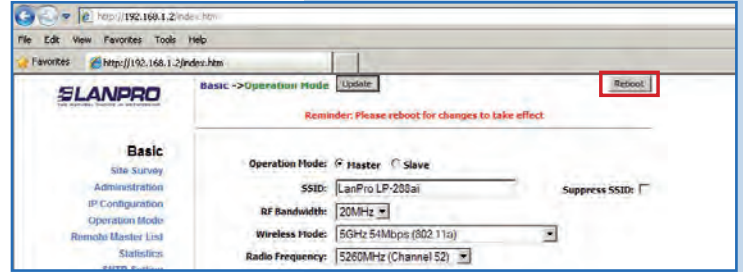 http://192.168.1.2/index.htm
File Edit View Favorites Tools Help
Favorites http://192.168.1.2/index.htm
LANPRO
Basic ->Operation Mode Update Reboot
Reminder: Please reboot for changes to take effect
Basic
Site Survey
Administration
IP Configuration
Operation Mode
Remote Master List
Statistics
Operation Mode: Master Slave
SSID: LanPro LP-288ai Suppress SSID:
RF Bandwidth: 20MHz
Wireless Mode: 5GHz 54Mbps (802.11a)
Radio Frequency: 5260MHz (Channel 52)